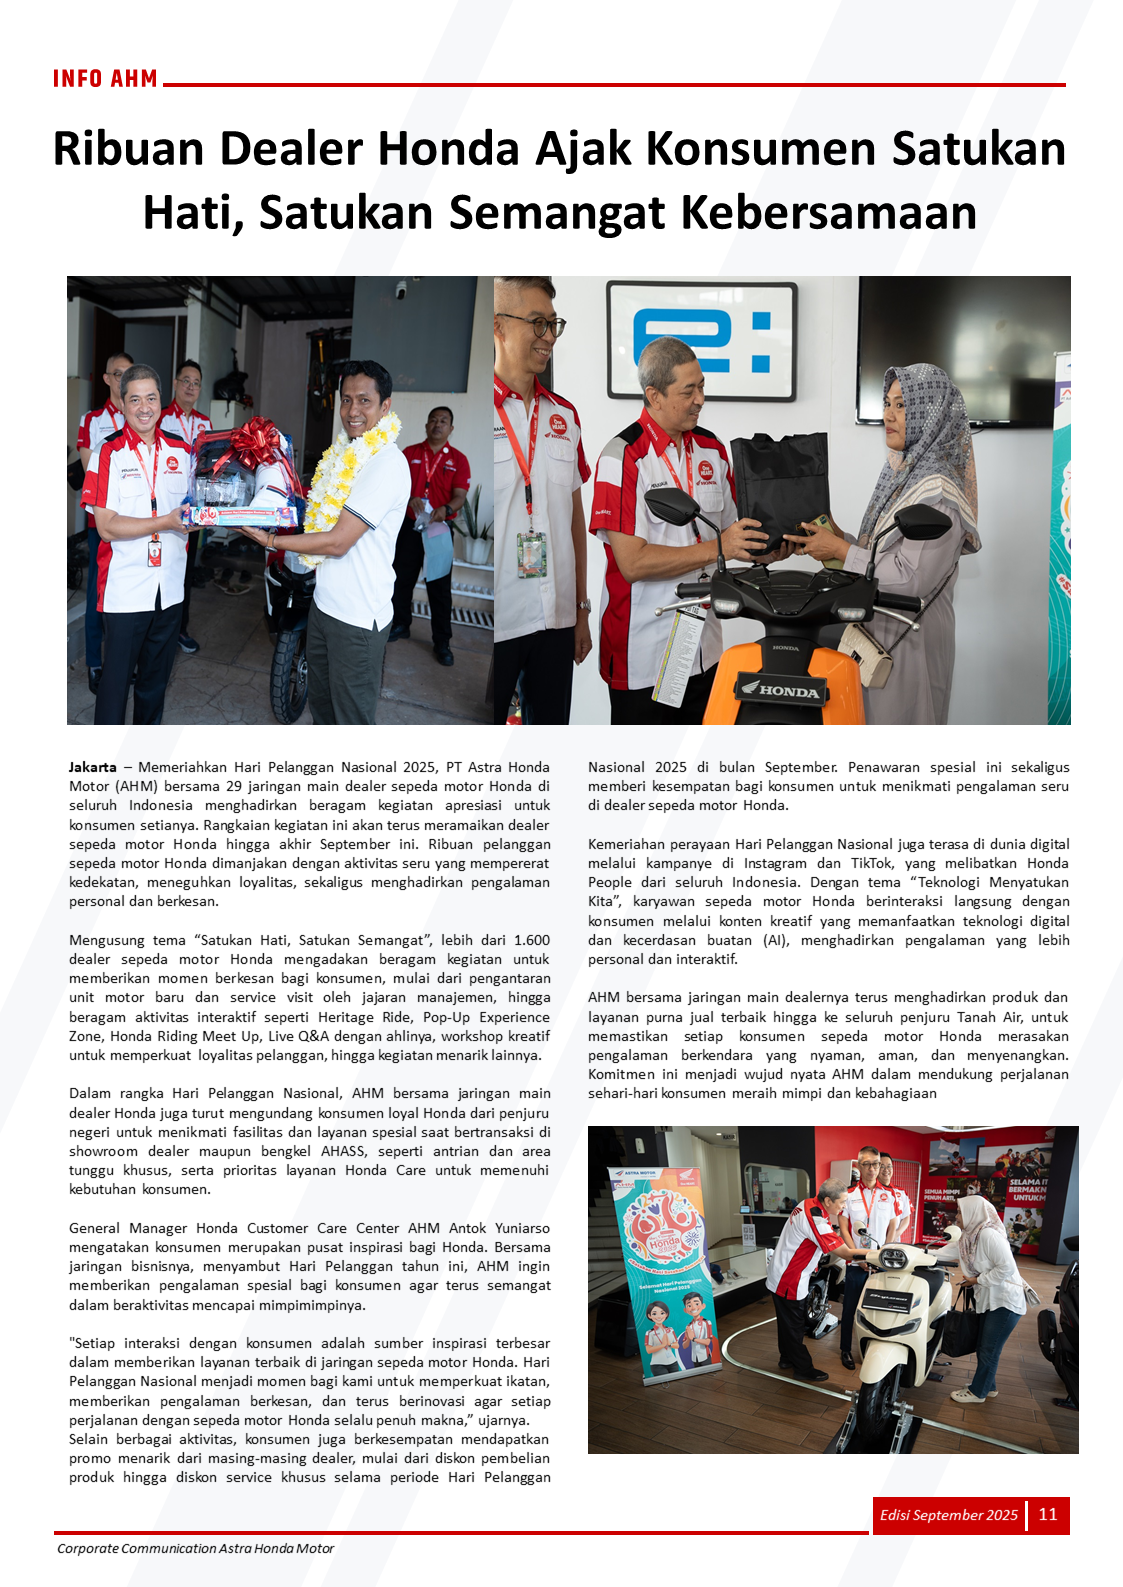 INFO AHM
Ribuan Dealer Honda Ajak Konsumen Satukan
Hati, Satukan Semangat Kebersamaan
One
HEART.
HONDA
e:
One
HEART.
HONDA
HONDA
HONDA
Jakarta – Memeriahkan Hari Pelanggan Nasional 2025, PT Astra Honda
Motor (AHM) bersama 29 jaringan main dealer sepeda motor Honda di
seluruh Indonesia menghadirkan beragam kegiatan apresiasi untuk
konsumen setianya. Rangkaian kegiatan ini akan terus meramaikan dealer
sepeda motor Honda hingga akhir September ini. Ribuan pelanggan
sepeda motor Honda dimanjakan dengan aktivitas seru yang mempererat
kedekatan, meneguhkan loyalitas, sekaligus menghadirkan pengalaman
personal dan berkesan.
Mengusung tema “Satukan Hati, Satukan Semangat”, lebih dari 1.600
dealer sepeda motor Honda mengadakan beragam kegiatan untuk
memberikan momen berkesan bagi konsumen, mulai dari pengantaran
unit motor baru dan service visit oleh jajaran manajemen, hingga
beragam aktivitas interaktif seperti Heritage Ride, Pop-Up Experience
Zone, Honda Riding Meet Up, Live Q&A dengan ahlinya, workshop kreatif
untuk memperkuat loyalitas pelanggan, hingga kegiatan menarik lainnya.
Dalam rangka Hari Pelanggan Nasional, AHM bersama jaringan main
dealer Honda juga turut mengundang konsumen loyal Honda dari penjuru
negeri untuk menikmati fasilitas dan layanan spesial saat bertransaksi di
showroom dealer maupun bengkel AHASS, seperti antrian dan area
tunggu khusus, serta prioritas layanan Honda Care untuk memenuhi
kebutuhan konsumen.
General Manager Honda Customer Care Center AHM Antok Yuniarso
mengatakan konsumen merupakan pusat inspirasi bagi Honda. Bersama
jaringan bisnisnya, menyambut Hari Pelanggan tahun ini, AHM ingin
memberikan pengalaman spesial bagi konsumen agar terus semangat
dalam beraktivitas mencapai mimpimimpinya.
"Setiap interaksi dengan konsumen adalah sumber inspirasi terbesar
dalam memberikan layanan terbaik di jaringan sepeda motor Honda. Hari
Pelanggan Nasional menjadi momen bagi kami untuk memperkuat ikatan,
memberikan pengalaman berkesan, dan terus berinovasi agar setiap
perjalanan dengan sepeda motor Honda selalu penuh makna,” ujarnya.
Selain berbagai aktivitas, konsumen juga berkesempatan mendapatkan
promo menarik dari masing-masing dealer, mulai dari diskon pembelian
produk hingga diskon service khusus selama periode Hari Pelanggan
Nasional 2025 di bulan September. Penawaran spesial ini sekaligus
memberi kesempatan bagi konsumen untuk menikmati pengalaman seru
di dealer sepeda motor Honda.
Kemeriahan perayaan Hari Pelanggan Nasional juga terasa di dunia digital
melalui kampanye di Instagram dan TikTok, yang melibatkan Honda
People dari seluruh Indonesia. Dengan tema “Teknologi Menyatukan
Kita”, karyawan sepeda motor Honda berinteraksi langsung dengan
konsumen melalui konten kreatif yang memanfaatkan teknologi digital
dan kecerdasan buatan (AI), menghadirkan pengalaman yang lebih
personal dan interaktif.
AHM bersama jaringan main dealernya terus menghadirkan produk dan
layanan purna jual terbaik hingga ke seluruh penjuru Tanah Air, untuk
memastikan setiap konsumen sepeda motor Honda merasakan
pengalaman berkendara yang nyaman, aman, dan menyenangkan.
Komitmen ini menjadi wujud nyata AHM dalam mendukung perjalanan
sehari-hari konsumen meraih mimpi dan kebahagiaan
ASTRA MOTOR
Honda
Selamat Hari Pelanggan
Nasional 2025
SEMUA MIMPI
PENUH ARTI,
SELAMA IT
BERMAKN
UNTUKM
Edisi September 2025 | 11
Corporate Communication Astra Honda Motor